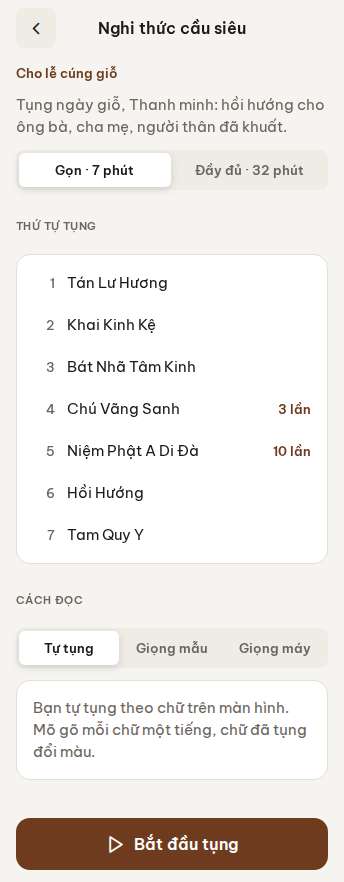 Nghi thức cầu siêu
Cho lễ cúng giỗ
Tụng ngày giỗ, Thanh minh: hồi hướng cho
ông bà, cha mẹ, người thân đã khuất.
Gọn · 7 phút
Đầy đủ · 32 phút
THỨ TỰ TỤNG
1 Tán Lư Hương
2 Khai Kinh Kệ
3 Bát Nhã Tâm Kinh
4 Chú Vãng Sanh 3 lần
5 Niệm Phật A Di Đà 10 lần
6 Hồi Hướng
7 Tam Quy Y
CÁCH ĐỌC
Tự tụng
Giọng mẫu
Giọng máy
Bạn tự tụng theo chữ trên màn hình.
Mõ gõ mỗi chữ một tiếng, chữ đã tụng
đổi màu.
Bắt đầu tụng